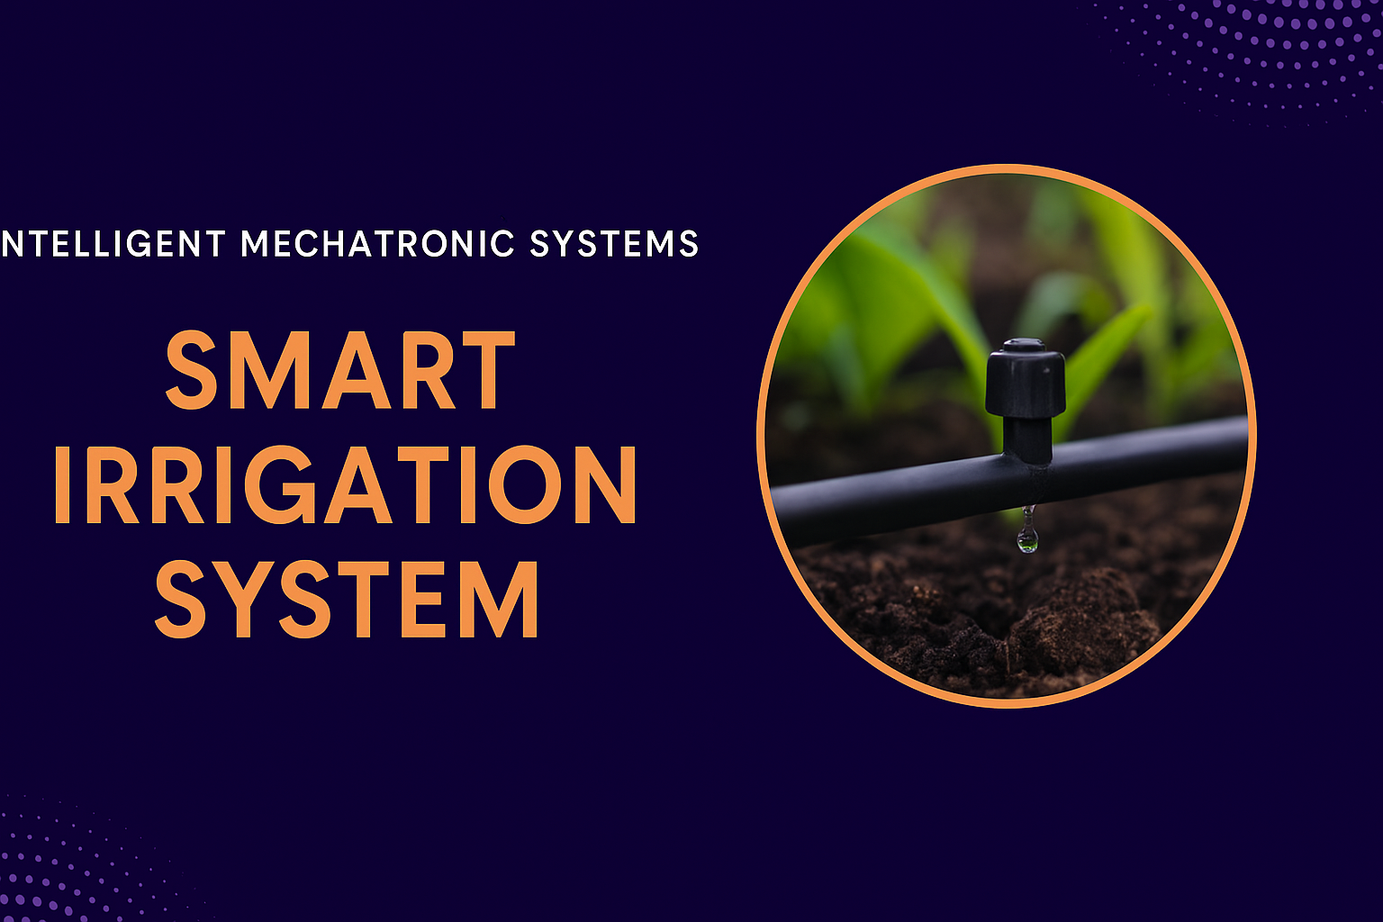 NTELLIGENT MECHATRONIC SYSTEMS
SMART
IRRIGATION
SYSTEM